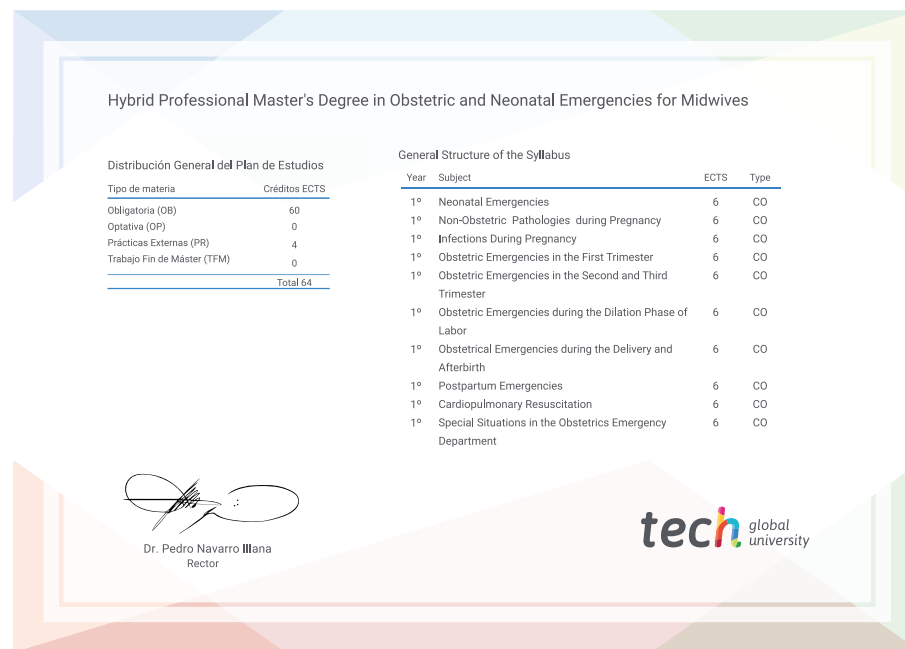 Hybrid Professional Master's Degree in Obstetric and Neonatal Emergencies for Midwives
Distribución General del Plan de Estudios
Tipo de materia Créditos ECTS
Obligatoria (OB) 60
Optativa (OP) 0
Prácticas Externas (PR) 4
Trabajo Fin de Máster (TFM) 0
Total 64
General Structure of the Syllabus
Year Subject ECTS Type
1º Neonatal Emergencies 6 CO
1º Non-Obstetric Pathologies during Pregnancy 6 CO
1º Infections During Pregnancy 6 CO
1º Obstetric Emergencies in the First Trimester 6 CO
1º Obstetric Emergencies in the Second and Third 6 CO
Trimester
1º Obstetric Emergencies during the Dilation Phase of 6 CO
Labor
1º Obstetrical Emergencies during the Delivery and 6 CO
Afterbirth
1º Postpartum Emergencies 6 CO
1º Cardiopulmonary Resuscitation 6 CO
1º Special Situations in the Obstetrics Emergency 6 CO
Department
Dr. Pedro Navarro Illana
Rector
tech global
university